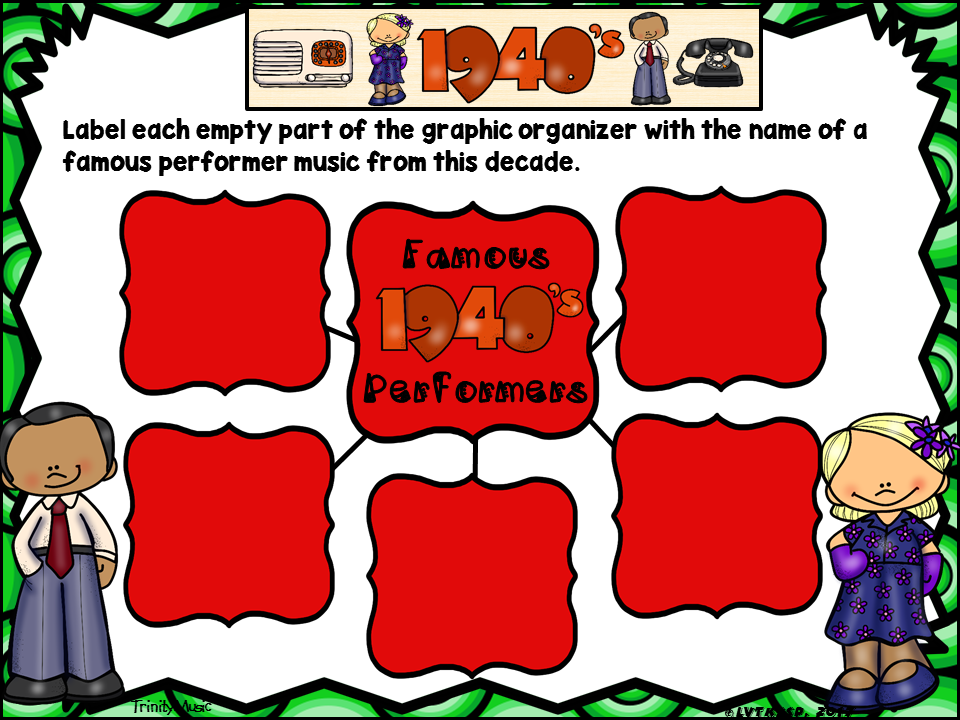 1940's
Label each empty part of the graphic organizer with the name of a
famous performer music from this decade.
Famous
1940's
Performers
Trinity Music